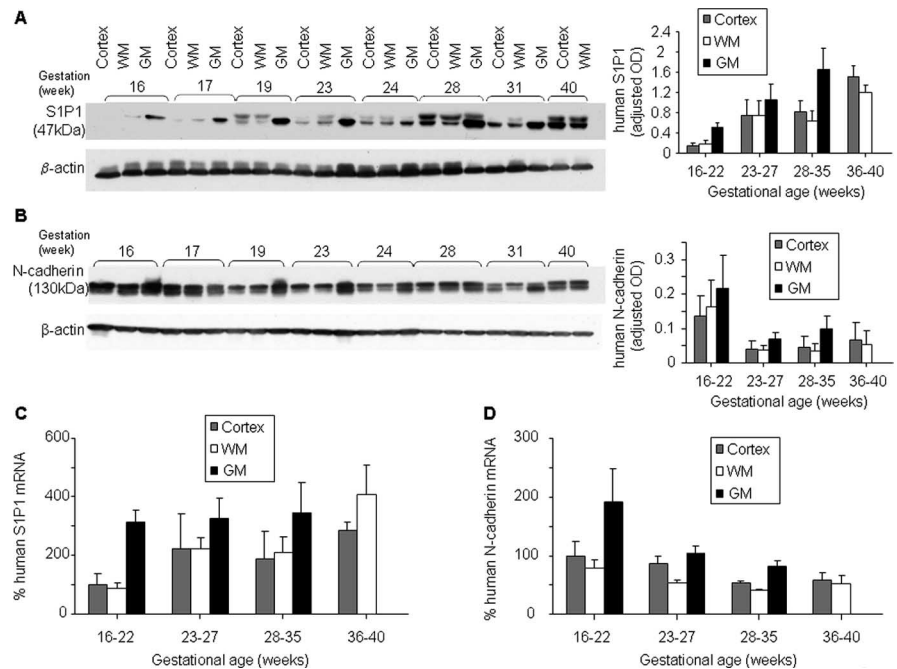 A
Cortex WM GM Cortex WM GM Cortex WM GM Cortex WM GM Cortex WM GM Cortex WM GM Cortex WM GM Cortex WM
Gestation
(week)
16 17 19 23 24 28 31 40
S1P1
(47kDa)
β-actin
human S1P1
(adjusted OD)
Cortex
WM
GM
2.4
2
1.6
1.2
0.8
0.4
0
16-22 23-27 28-35 36-40
Gestational age (weeks)
B
Gestation
(week)
16 17 19 23 24 28 31 40
N-cadherin
(130kDa)
β-actin
human N-cadherin
(adjusted OD)
Cortex
WM
GM
0.4
0.3
0.2
0.1
0
16-22 23-27 28-35 36-40
Gestational age (weeks)
C
% human S1P1 mRNA
Cortex
WM
GM
600
400
200
0
16-22 23-27 28-35 36-40
Gestational age (weeks)
D
% human N-cadherin mRNA
Cortex
WM
GM
300
200
100
0
16-22 23-27 28-35 36-40
Gestational age (weeks)